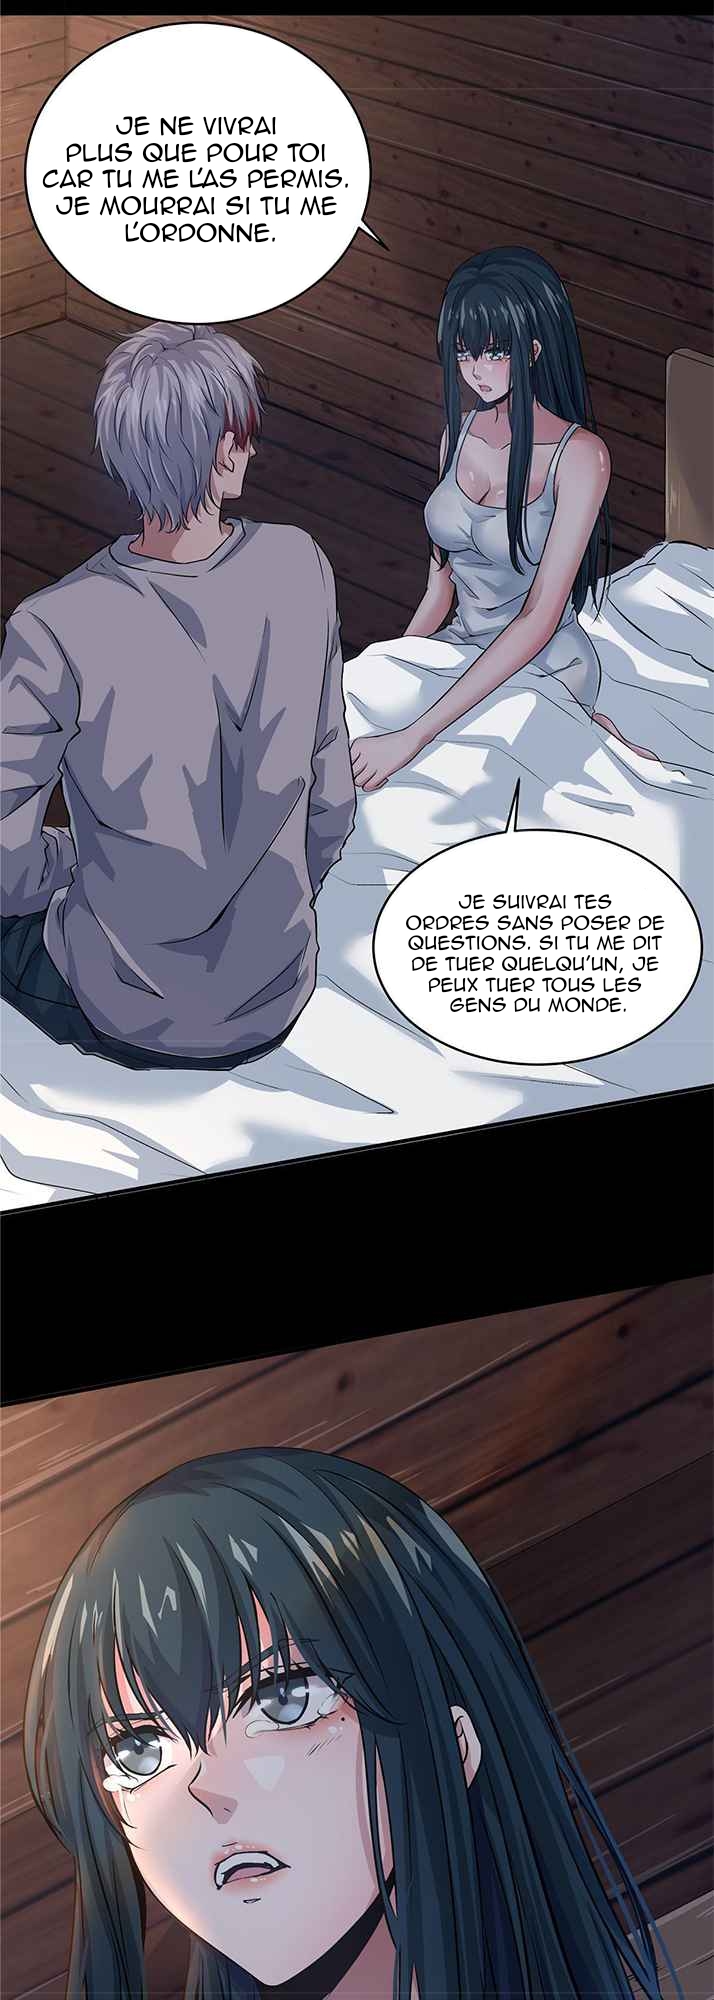 JE NE VIVRAI
PLUS QUE POUR TOI
CAR TU ME L'AS PERMIS.
JE MOURRAI SI TU ME
L'ORDONNE.
JE SUIVRAI TES
ORDRES SANS POSER DE
QUESTIONS. SI TU ME DIT
DE TUER QUELQU'UN, JE
PEUX TUER TOUS LES
GENS DU MONDE.